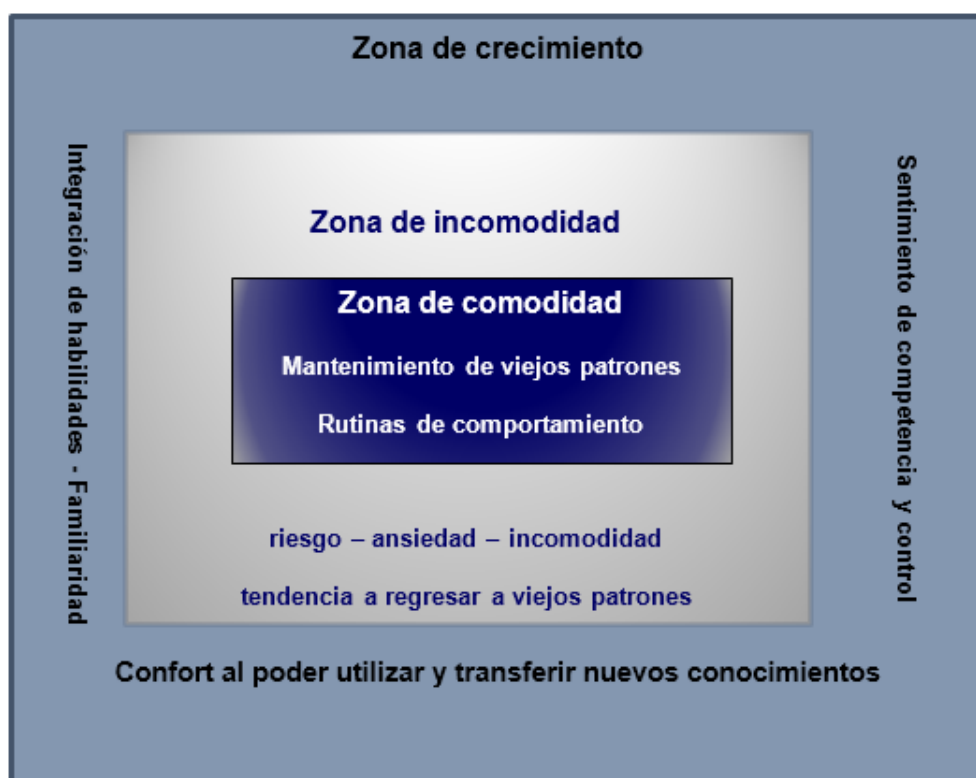 Zona de crecimiento
Integración de habilidades - Familiaridad
Zona de incomodidad
Zona de comodidad
Mantenimiento de viejos patrones
Rutinas de comportamiento
riesgo – ansiedad – incomodidad
tendencia a regresar a viejos patrones
Sentimiento de competencia y control
Confort al poder utilizar y transferir nuevos conocimientos